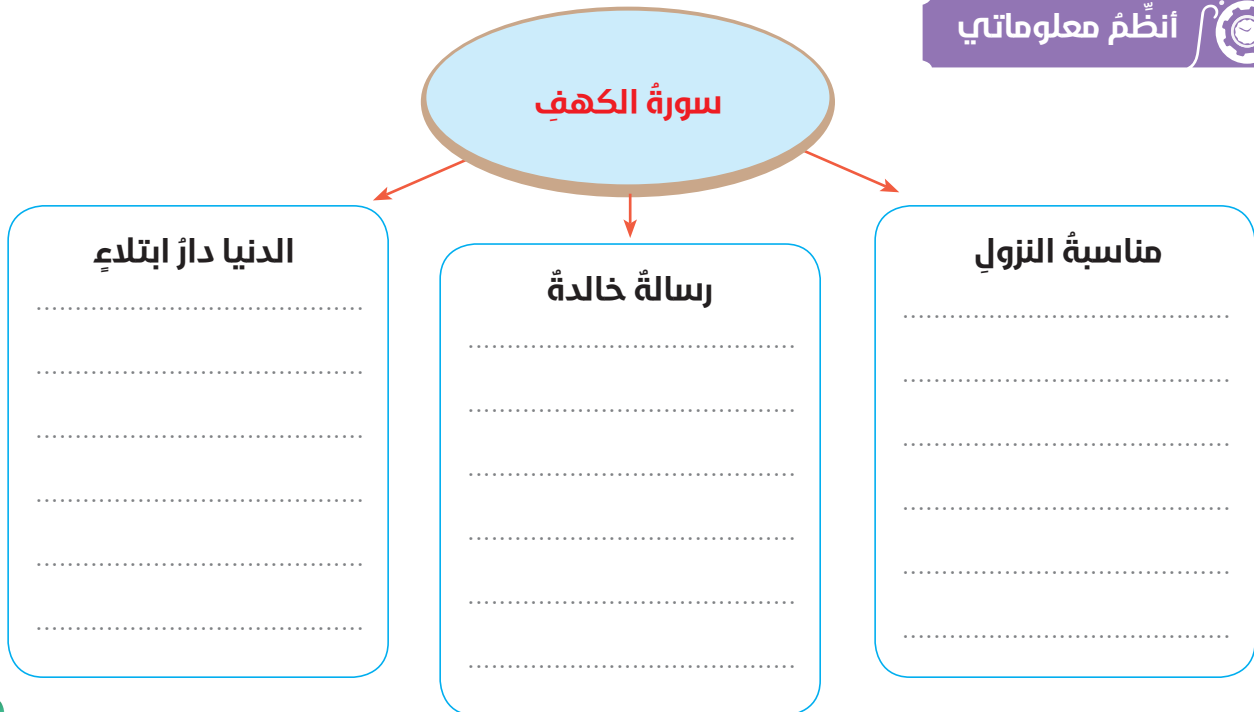 أنظِّمُ معلوماتي
سورةُ الكهفِ
مناسبةُ النزولِ
رسالةٌ خالدةٌ
الدنيا دارُ ابتلاءٍ